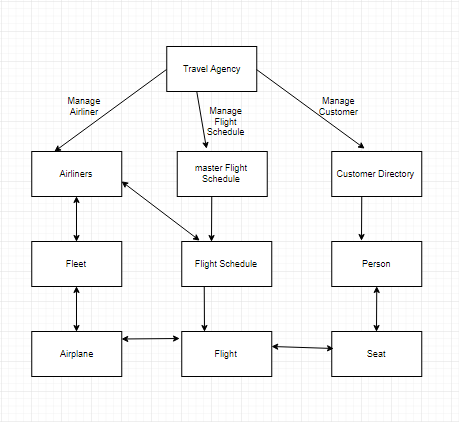 Travel Agency
Manage
Airliner
Manage
Flight
Schedule
Manage
Customer
Airliners
master Flight
Schedule
Customer Directory
Fleet
Flight Schedule
Person
Airplane
Flight
Seat